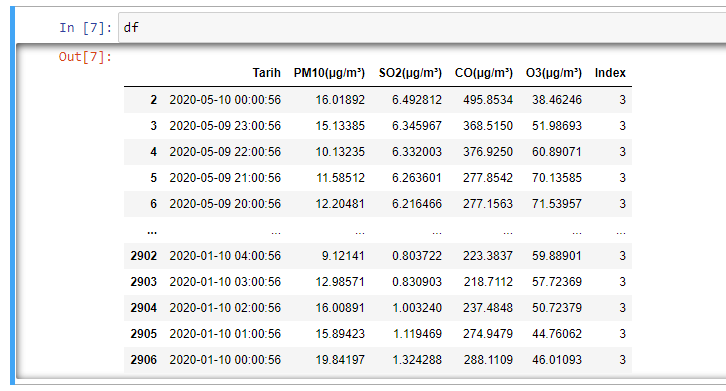 In [7]: df
Out[7]:
Tarih PM10(µg/m³) SO2(µg/m³) CO(µg/m³) O3(µg/m³) Index
2 2020-05-10 00:00:56 16.01892 6.492812 495.8534 38.46246 3
3 2020-05-09 23:00:56 15.13385 6.345967 368.5150 51.98693 3
4 2020-05-09 22:00:56 10.13235 6.332003 376.9250 60.89071 3
5 2020-05-09 21:00:56 11.58512 6.263601 277.8542 70.13585 3
6 2020-05-09 20:00:56 12.20481 6.216466 277.1563 71.53957 3
... ... ... ... ... ... ...
2902 2020-01-10 04:00:56 9.12141 0.803722 223.3837 59.88901 3
2903 2020-01-10 03:00:56 12.98571 0.830903 218.7112 57.72369 3
2904 2020-01-10 02:00:56 16.00891 1.003240 237.4848 50.72379 3
2905 2020-01-10 01:00:56 15.89423 1.119469 274.9479 44.76062 3
2906 2020-01-10 00:00:56 19.84197 1.324288 288.1109 46.01093 3